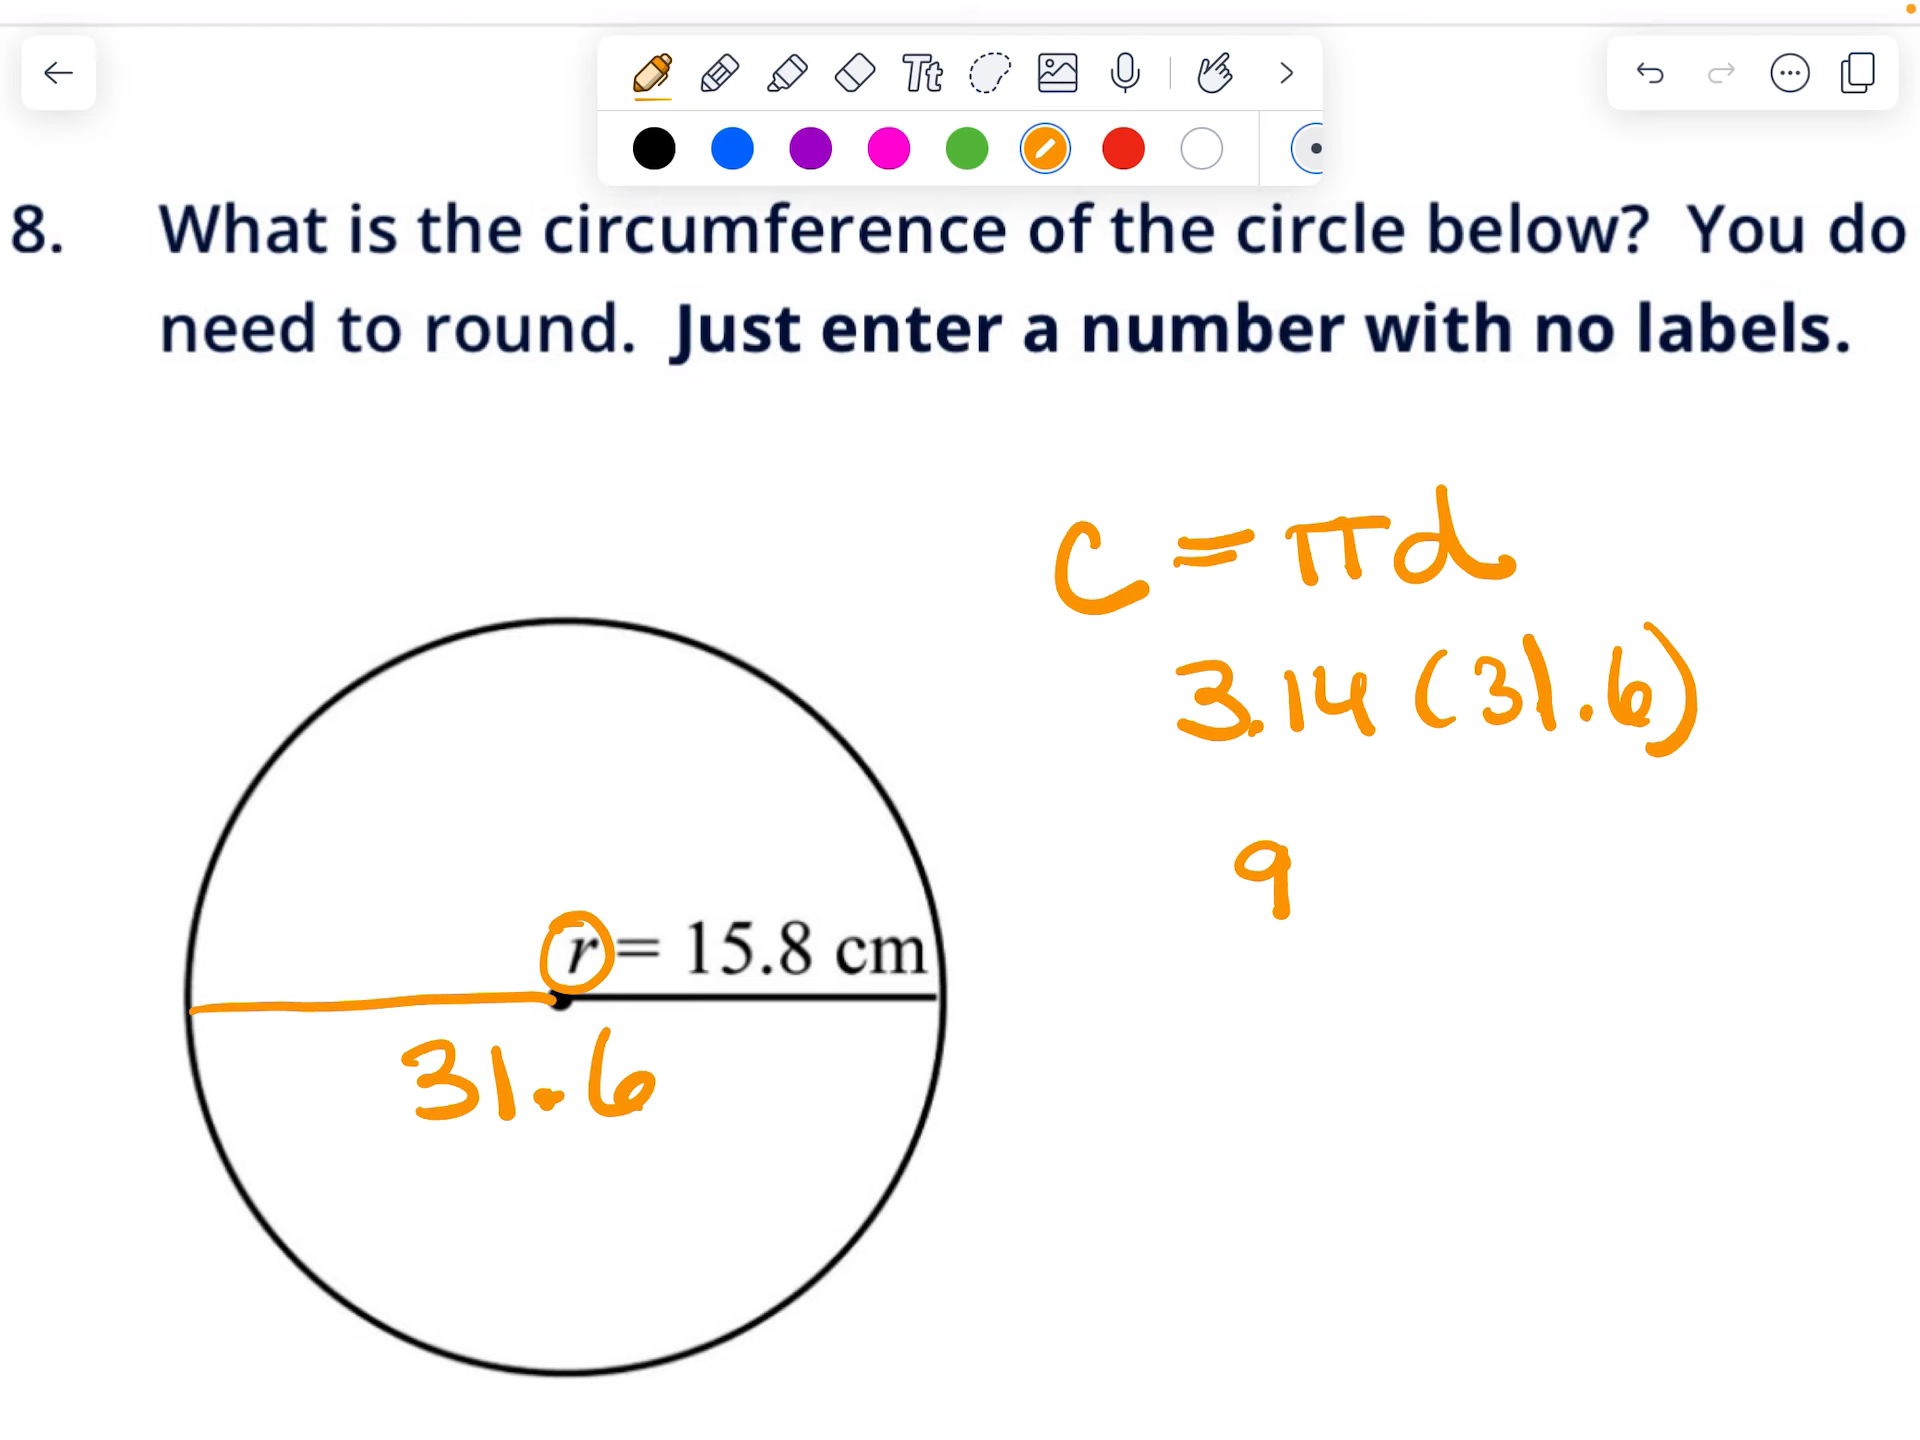 Tt
8. What is the circumference of the circle below? You do
need to round. Just enter a number with no labels.
C = πd
3.14 (31.6)
9
r = 15.8 cm
31.6